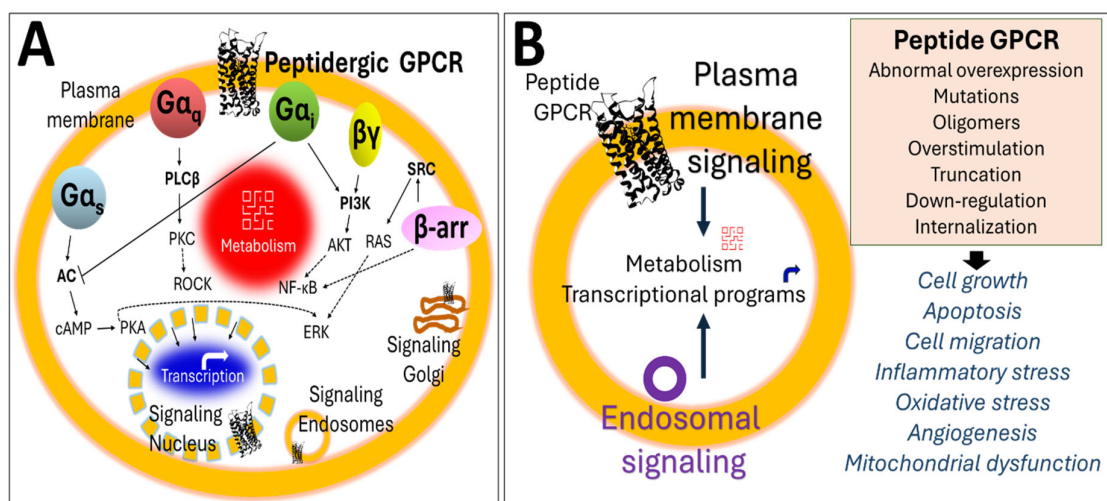 A
Peptidergic GPCR
Plasma
membrane
Gαq
Gαi
βγ
Gαs
PLCβ
SRC
PI3K
β-arr
Metabolism
PKC
AKT
RAS
AC
ROCK
NF-κB
cAMP
PKA
ERK
Transcription
Signaling
Golgi
Signaling
Nucleus
Signaling
Endosomes
B
Peptide
GPCR
Plasma
membrane
signaling
Metabolism
Transcriptional programs
Endosomal
signaling
Peptide GPCR
Abnormal overexpression
Mutations
Oligomers
Overstimulation
Truncation
Down-regulation
Internalization
Cell growth
Apoptosis
Cell migration
Inflammatory stress
Oxidative stress
Angiogenesis
Mitochondrial dysfunction